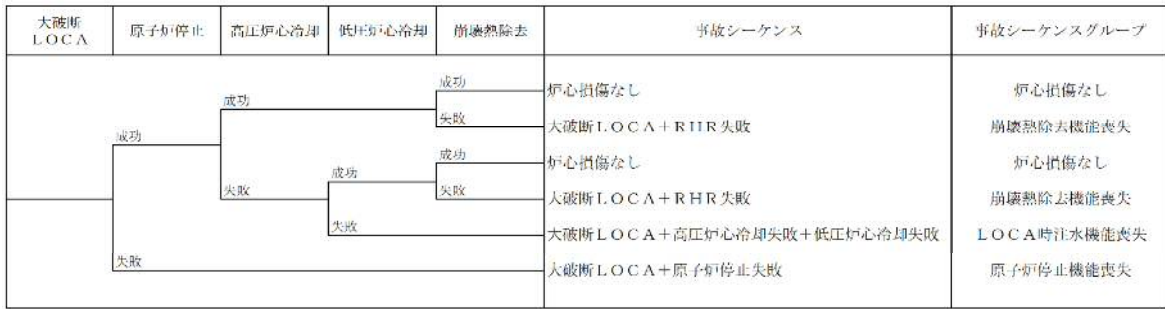 大破断
LOCA
原子炉停止
高圧炉心冷却
低圧炉心冷却
崩壊熱除去
事故シーケンス
事故シーケンスグループ
成功
炉心損傷なし
炉心損傷なし
成功
失敗
大破断LOCA+RHR失敗
崩壊熱除去機能喪失
成功
成功
炉心損傷なし
炉心損傷なし
成功
失敗
失敗
大破断LOCA+RHR失敗
崩壊熱除去機能喪失
失敗
大破断LOCA+高圧炉心冷却失敗+低圧炉心冷却失敗
LOCA時注水機能喪失
失敗
大破断LOCA+原子炉停止失敗
原子炉停止機能喪失